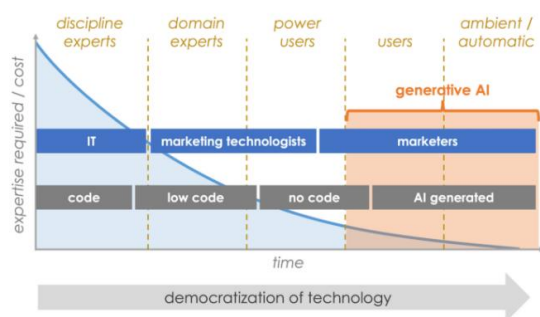 discipline experts
domain experts
power users
users
ambient / automatic
generative AI
expertise required / cost
IT
marketing technologists
marketers
code
low code
no code
AI generated
time
democratization of technology